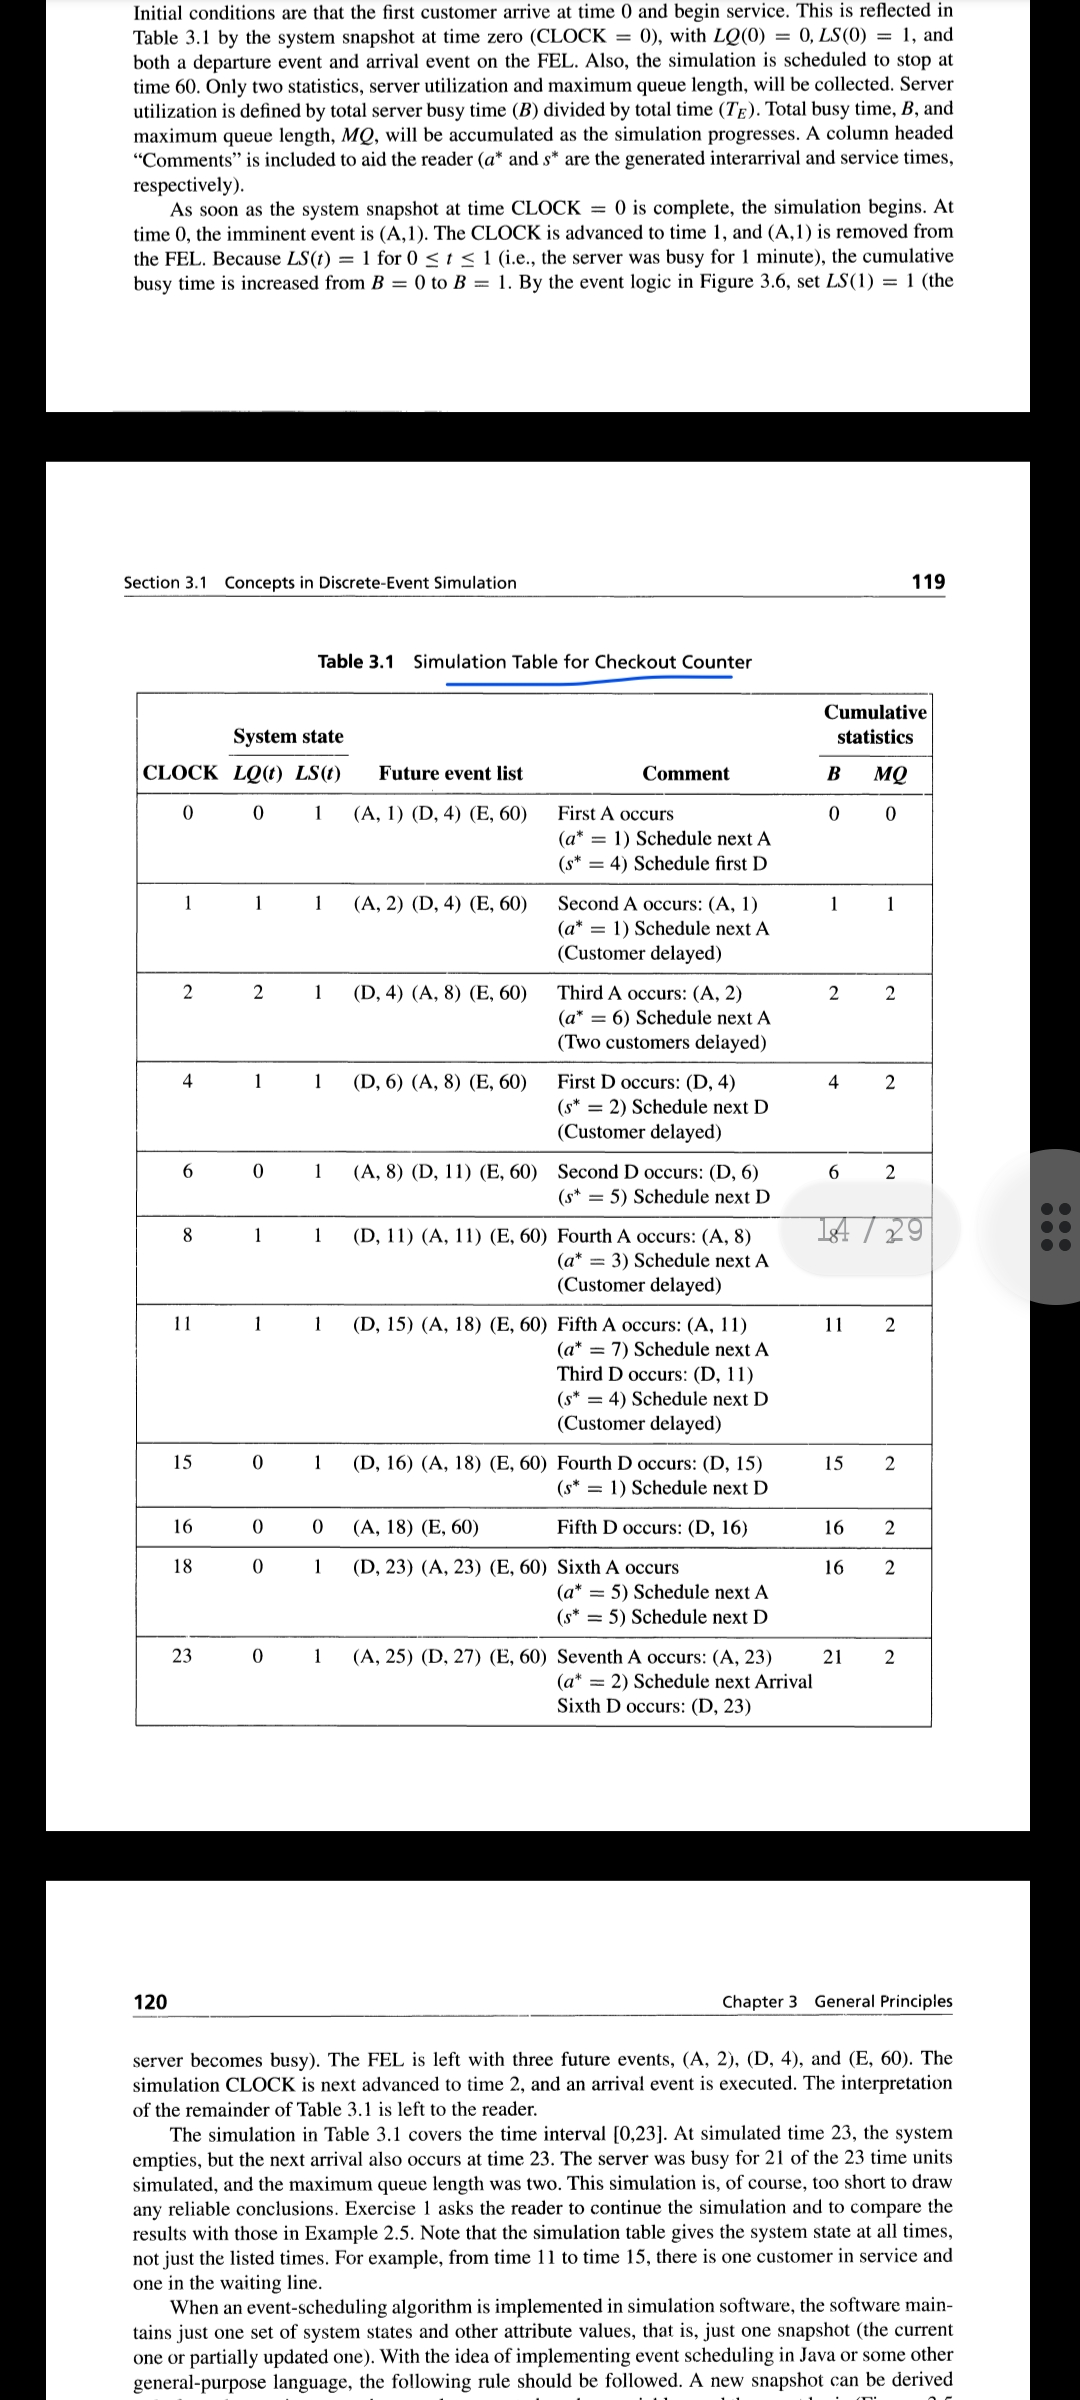 Initial conditions are that the first customer arrive at time 0 and begin service. This is reflected in
Table 3.1 by the system snapshot at time zero (CLOCK = 0), with LQ(0) = 0, LS(0) = 1, and
both a departure event and arrival event on the FEL. Also, the simulation is scheduled to stop at
time 60. Only two statistics, server utilization and maximum queue length, will be collected. Server
utilization is defined by total server busy time (B) divided by total time (T_E). Total busy time, B, and
maximum queue length, MQ, will be accumulated as the simulation progresses. A column headed
“Comments” is included to aid the reader (a* and s* are the generated interarrival and service times,
respectively).
As soon as the system snapshot at time CLOCK = 0 is complete, the simulation begins. At
time 0, the imminent event is (A,1). The CLOCK is advanced to time 1, and (A,1) is removed from
the FEL. Because LS(t) = 1 for 0 ≤ t ≤ 1 (i.e., the server was busy for 1 minute), the cumulative
busy time is increased from B = 0 to B = 1. By the event logic in Figure 3.6, set LS(1) = 1 (the
Section 3.1 Concepts in Discrete-Event Simulation 119
Table 3.1 Simulation Table for Checkout Counter
Cumulative
System state statistics
CLOCK LQ(t) LS(t) Future event list Comment B MQ
0 0 1 (A, 1) (D, 4) (E, 60) First A occurs 0 0
(a* = 1) Schedule next A
(s* = 4) Schedule first D
1 1 1 (A, 2) (D, 4) (E, 60) Second A occurs: (A, 1) 1 1
(a* = 1) Schedule next A
(Customer delayed)
2 2 1 (D, 4) (A, 8) (E, 60) Third A occurs: (A, 2) 2 2
(a* = 6) Schedule next A
(Two customers delayed)
4 1 1 (D, 6) (A, 8) (E, 60) First D occurs: (D, 4) 4 2
(s* = 2) Schedule next D
(Customer delayed)
6 0 1 (A, 8) (D, 11) (E, 60) Second D occurs: (D, 6) 6 2
(s* = 5) Schedule next D
8 1 1 (D, 11) (A, 11) (E, 60) Fourth A occurs: (A, 8) 8 2
14 / 29
(a* = 3) Schedule next A
(Customer delayed)
11 1 1 (D, 15) (A, 18) (E, 60) Fifth A occurs: (A, 11) 11 2
(a* = 7) Schedule next A
Third D occurs: (D, 11)
(s* = 4) Schedule next D
(Customer delayed)
15 0 1 (D, 16) (A, 18) (E, 60) Fourth D occurs: (D, 15) 15 2
(s* = 1) Schedule next D
16 0 0 (A, 18) (E, 60) Fifth D occurs: (D, 16) 16 2
18 0 1 (D, 23) (A, 23) (E, 60) Sixth A occurs 16 2
(a* = 5) Schedule next A
(s* = 5) Schedule next D
23 0 1 (A, 25) (D, 27) (E, 60) Seventh A occurs: (A, 23) 21 2
(a* = 2) Schedule next Arrival
Sixth D occurs: (D, 23)
120 Chapter 3 General Principles
server becomes busy). The FEL is left with three future events, (A, 2), (D, 4), and (E, 60). The
simulation CLOCK is next advanced to time 2, and an arrival event is executed. The interpretation
of the remainder of Table 3.1 is left to the reader.
The simulation in Table 3.1 covers the time interval [0,23]. At simulated time 23, the system
empties, but the next arrival also occurs at time 23. The server was busy for 21 of the 23 time units
simulated, and the maximum queue length was two. This simulation is, of course, too short to draw
any reliable conclusions. Exercise 1 asks the reader to continue the simulation and to compare the
results with those in Example 2.5. Note that the simulation table gives the system state at all times,
not just the listed times. For example, from time 11 to time 15, there is one customer in service and
one in the waiting line.
When an event-scheduling algorithm is implemented in simulation software, the software main-
tains just one set of system states and other attribute values, that is, just one snapshot (the current
one or partially updated one). With the idea of implementing event scheduling in Java or some other
general-purpose language, the following rule should be followed. A new snapshot can be derived